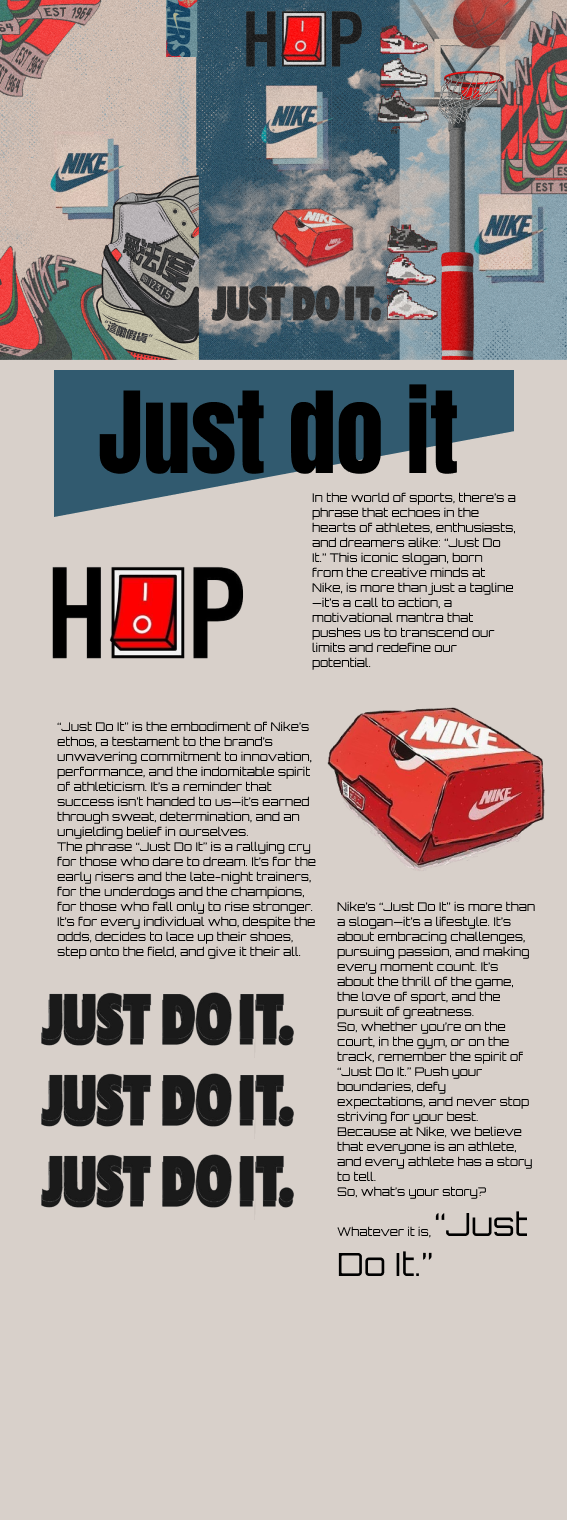 EST 1964
EST 1964
64
AIRS
HOP
NIKE
NIKE
NIKE
JUST DO IT.
NIKE
NIKE
無法度
EST 19
Just do it
In the world of sports, there’s a
phrase that echoes in the
hearts of athletes, enthusiasts,
and dreamers alike: “Just Do
It.” This iconic slogan, born
from the creative minds at
Nike, is more than just a tagline
—it’s a call to action, a
motivational mantra that
pushes us to transcend our
limits and redefine our
potential.
HOP
“Just Do It” is the embodiment of Nike’s
ethos, a testament to the brand’s
unwavering commitment to innovation,
performance, and the indomitable spirit
of athleticism. It’s a reminder that
success isn’t handed to us—it’s earned
through sweat, determination, and an
unyielding belief in ourselves.
The phrase “Just Do It” is a rallying cry
for those who dare to dream. It’s for the
early risers and the late-night trainers,
for the underdogs and the champions,
for those who fall only to rise stronger.
It’s for every individual who, despite the
odds, decides to lace up their shoes,
step onto the field, and give it their all.
NIKE
NIKE
Nike’s “Just Do It” is more than
a slogan—it’s a lifestyle. It’s
about embracing challenges,
pursuing passion, and making
every moment count. It’s
about the thrill of the game,
the love of sport, and the
pursuit of greatness.
So, whether you’re on the
court, in the gym, or on the
track, remember the spirit of
“Just Do It.” Push your
boundaries, defy
expectations, and never stop
striving for your best.
Because at Nike, we believe
that everyone is an athlete,
and every athlete has a story
to tell.
So, what’s your story?
Whatever it is, “Just
Do It.”
JUST DO IT.
JUST DO IT.
JUST DO IT.